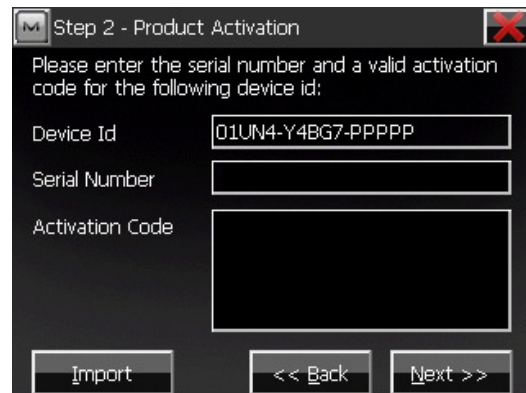 Step 2 - Product Activation
Please enter the serial number and a valid activation
code for the following device id:
Device Id
01UN4-Y4BG7-PPPPP
Serial Number
Activation Code
Import
<< Back
Next >>